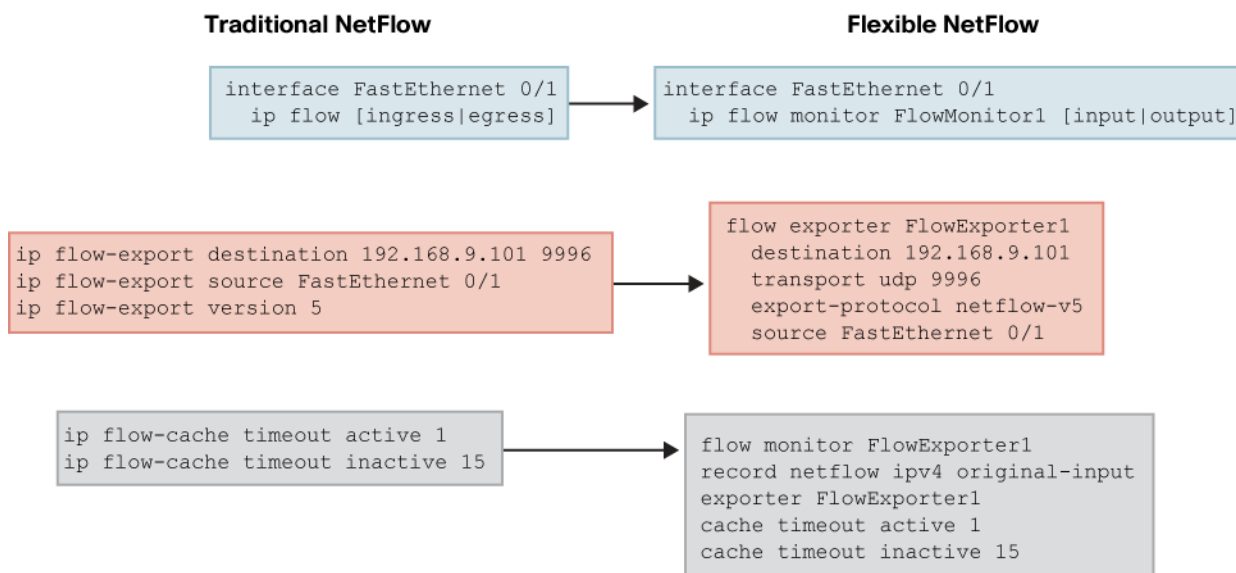 Traditional NetFlow
Flexible NetFlow
interface FastEthernet 0/1
ip flow [ingress|egress]
interface FastEthernet 0/1
ip flow monitor FlowMonitor1 [input|output]
ip flow-export destination 192.168.9.101 9996
ip flow-export source FastEthernet 0/1
ip flow-export version 5
flow exporter FlowExporter1
destination 192.168.9.101
transport udp 9996
export-protocol netflow-v5
source FastEthernet 0/1
ip flow-cache timeout active 1
ip flow-cache timeout inactive 15
flow monitor FlowExporter1
record netflow ipv4 original-input
exporter FlowExporter1
cache timeout active 1
cache timeout inactive 15